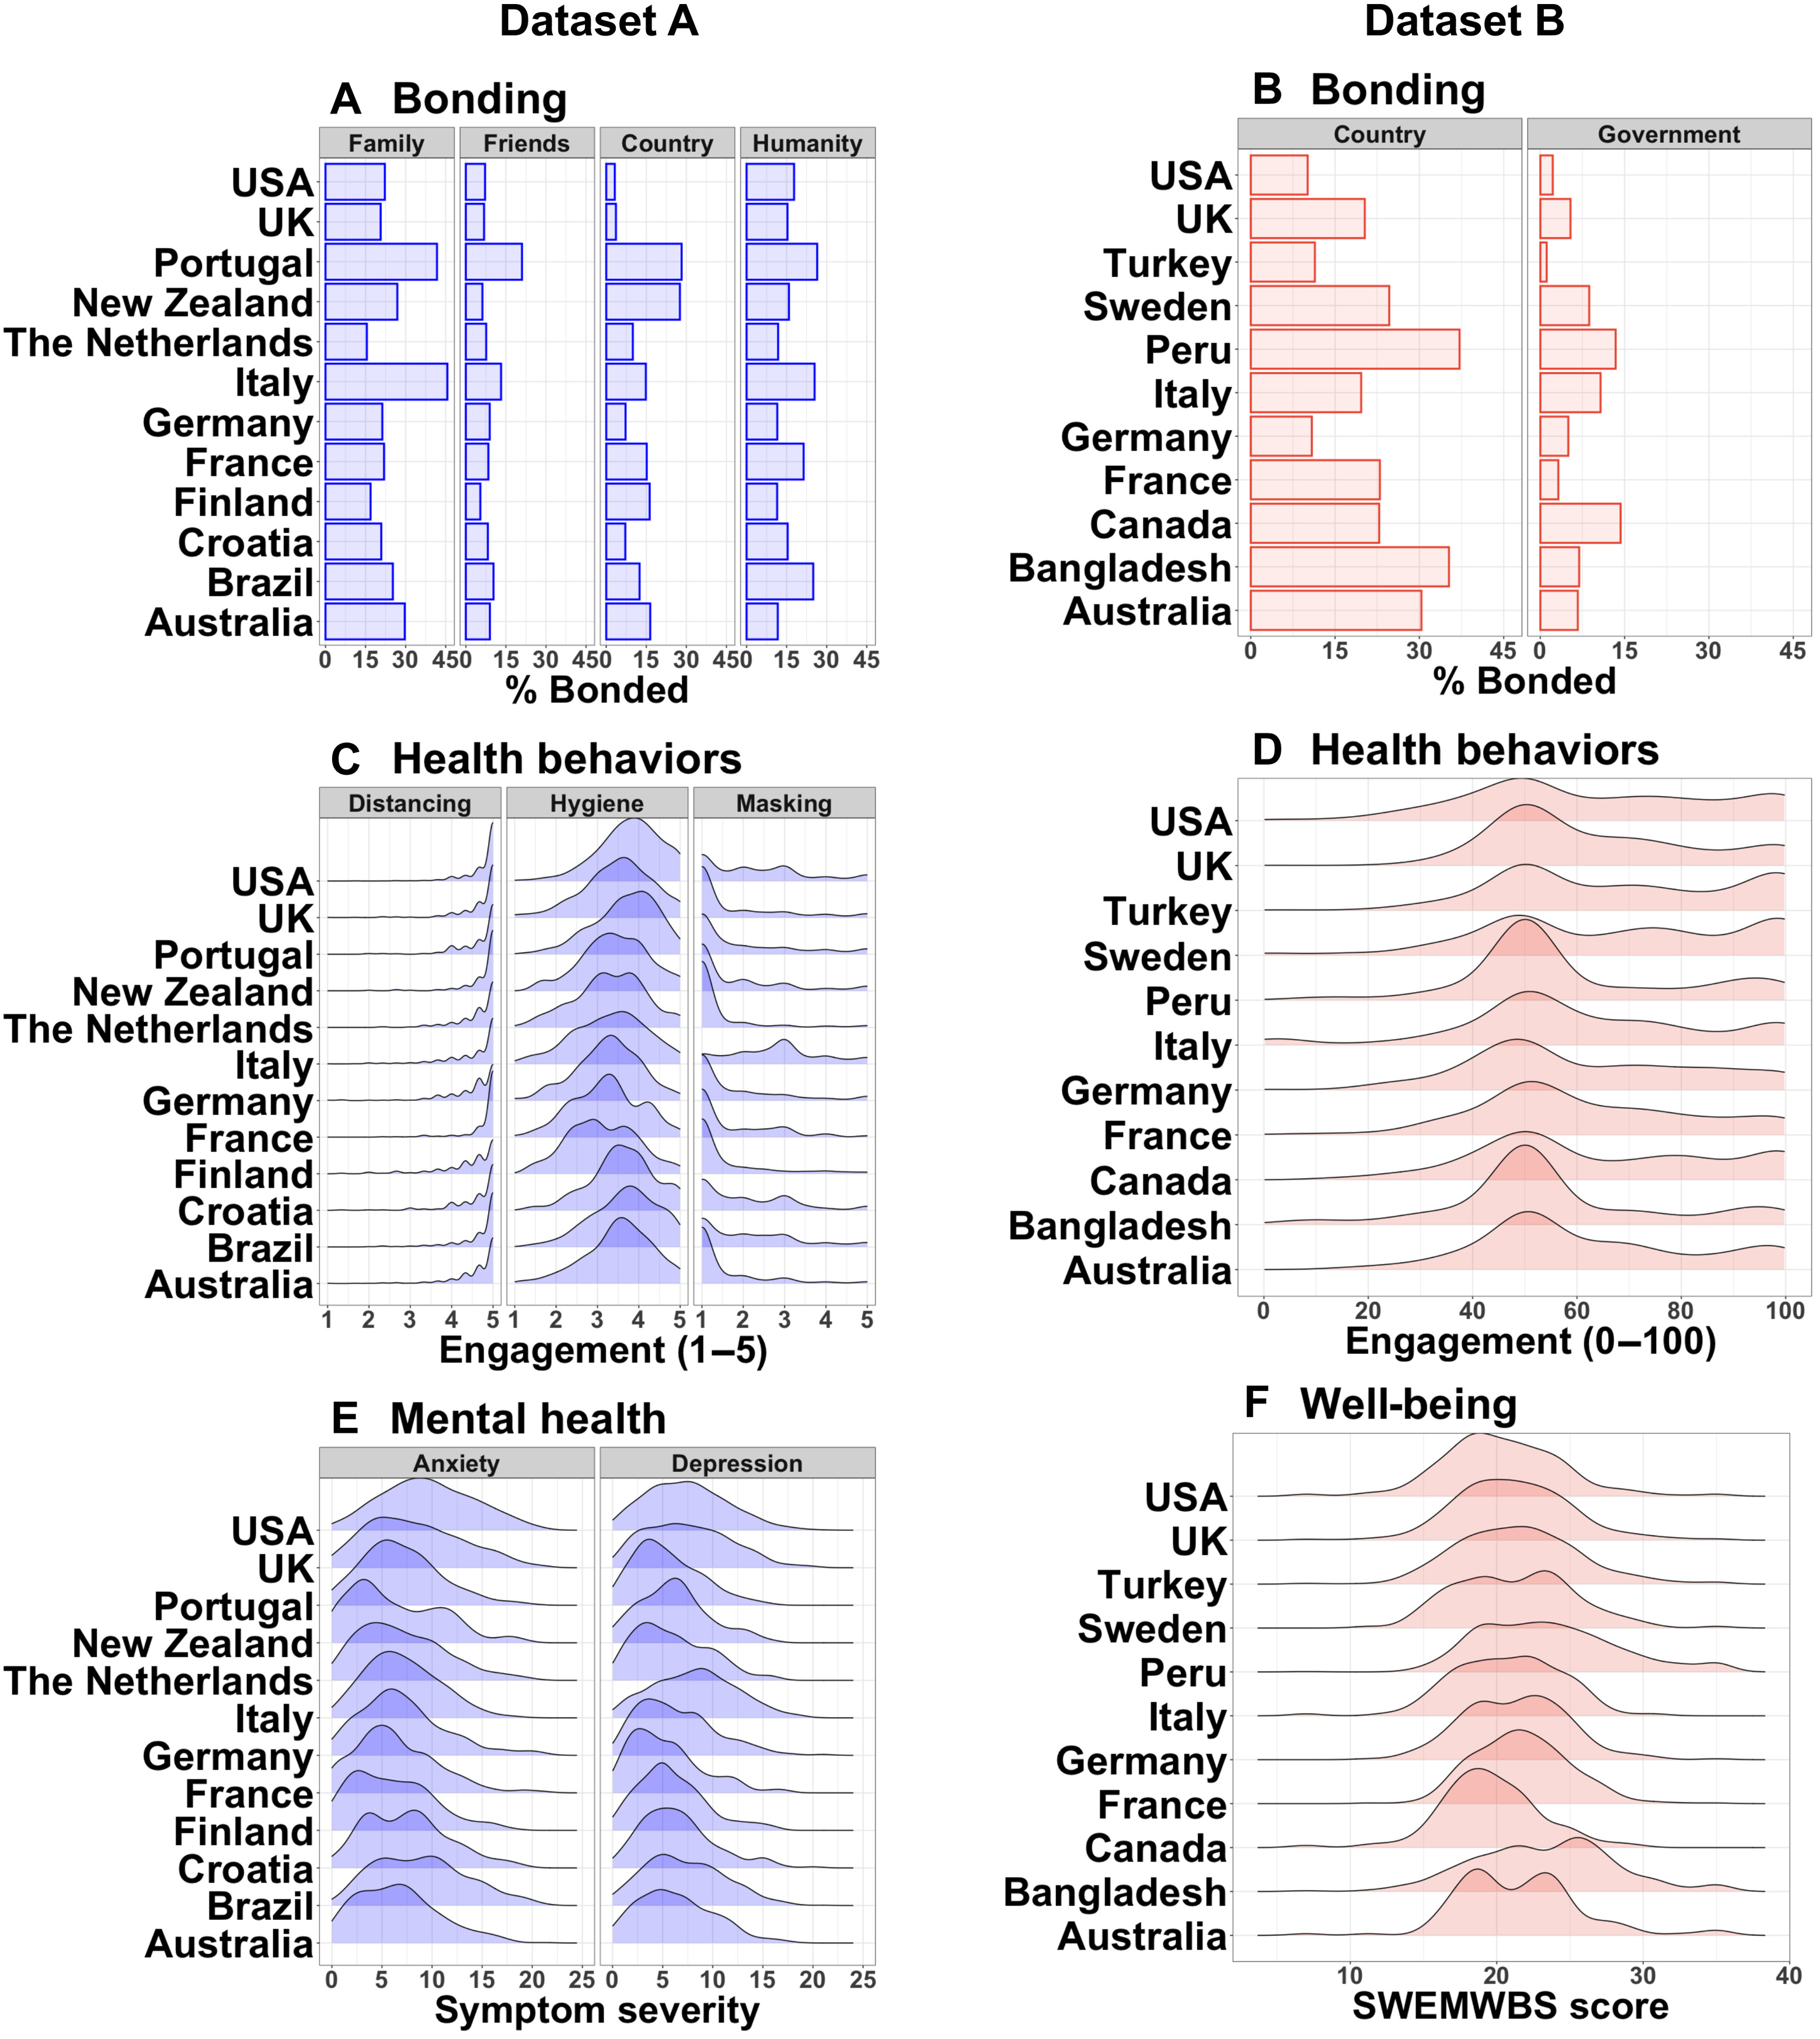 Dataset A
Dataset B
A Bonding
Family Friends Country Humanity
USA
UK
Portugal
New Zealand
The Netherlands
Italy
Germany
France
Finland
Croatia
Brazil
Australia
0 15 30 45 0 15 30 45 0 15 30 45 0 15 30 45
% Bonded
B Bonding
Country Government
USA
UK
Turkey
Sweden
Peru
Italy
Germany
France
Canada
Bangladesh
Australia
0 15 30 45 0 15 30 45
% Bonded
C Health behaviors
Distancing Hygiene Masking
USA
UK
Portugal
New Zealand
The Netherlands
Italy
Germany
France
Finland
Croatia
Brazil
Australia
1 2 3 4 5 1 2 3 4 5 1 2 3 4 5
Engagement (1–5)
D Health behaviors
USA
UK
Turkey
Sweden
Peru
Italy
Germany
France
Canada
Bangladesh
Australia
0 20 40 60 80 100
Engagement (0–100)
E Mental health
Anxiety Depression
USA
UK
Portugal
New Zealand
The Netherlands
Italy
Germany
France
Finland
Croatia
Brazil
Australia
0 5 10 15 20 25 0 5 10 15 20 25
Symptom severity
F Well-being
USA
UK
Turkey
Sweden
Peru
Italy
Germany
France
Canada
Bangladesh
Australia
10 20 30 40
SWEMWBS score